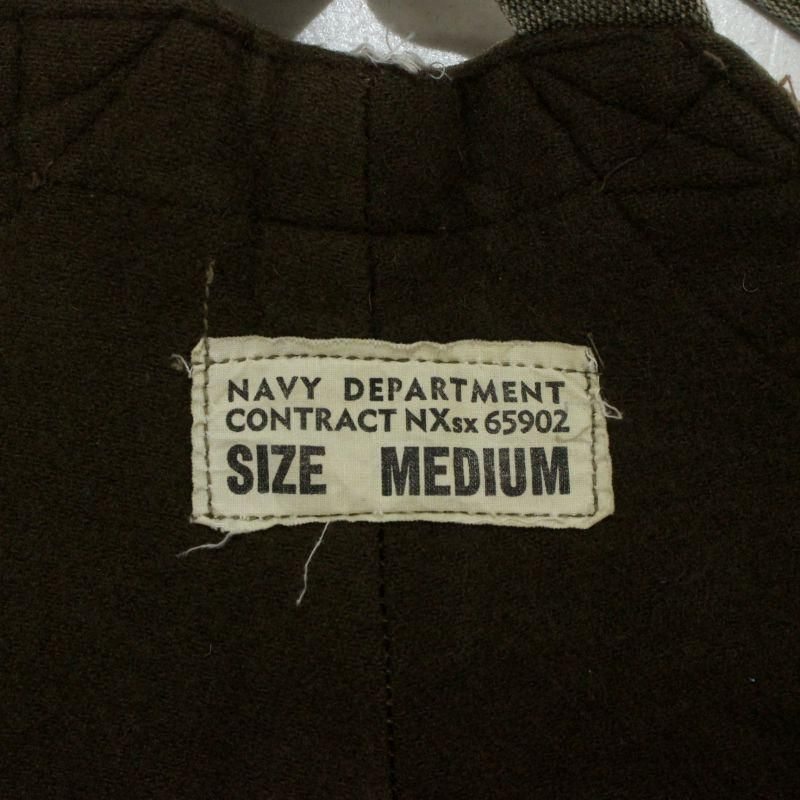 NAVY DEPARTMENT
CONTRACT NXsx 65902
SIZE MEDIUM